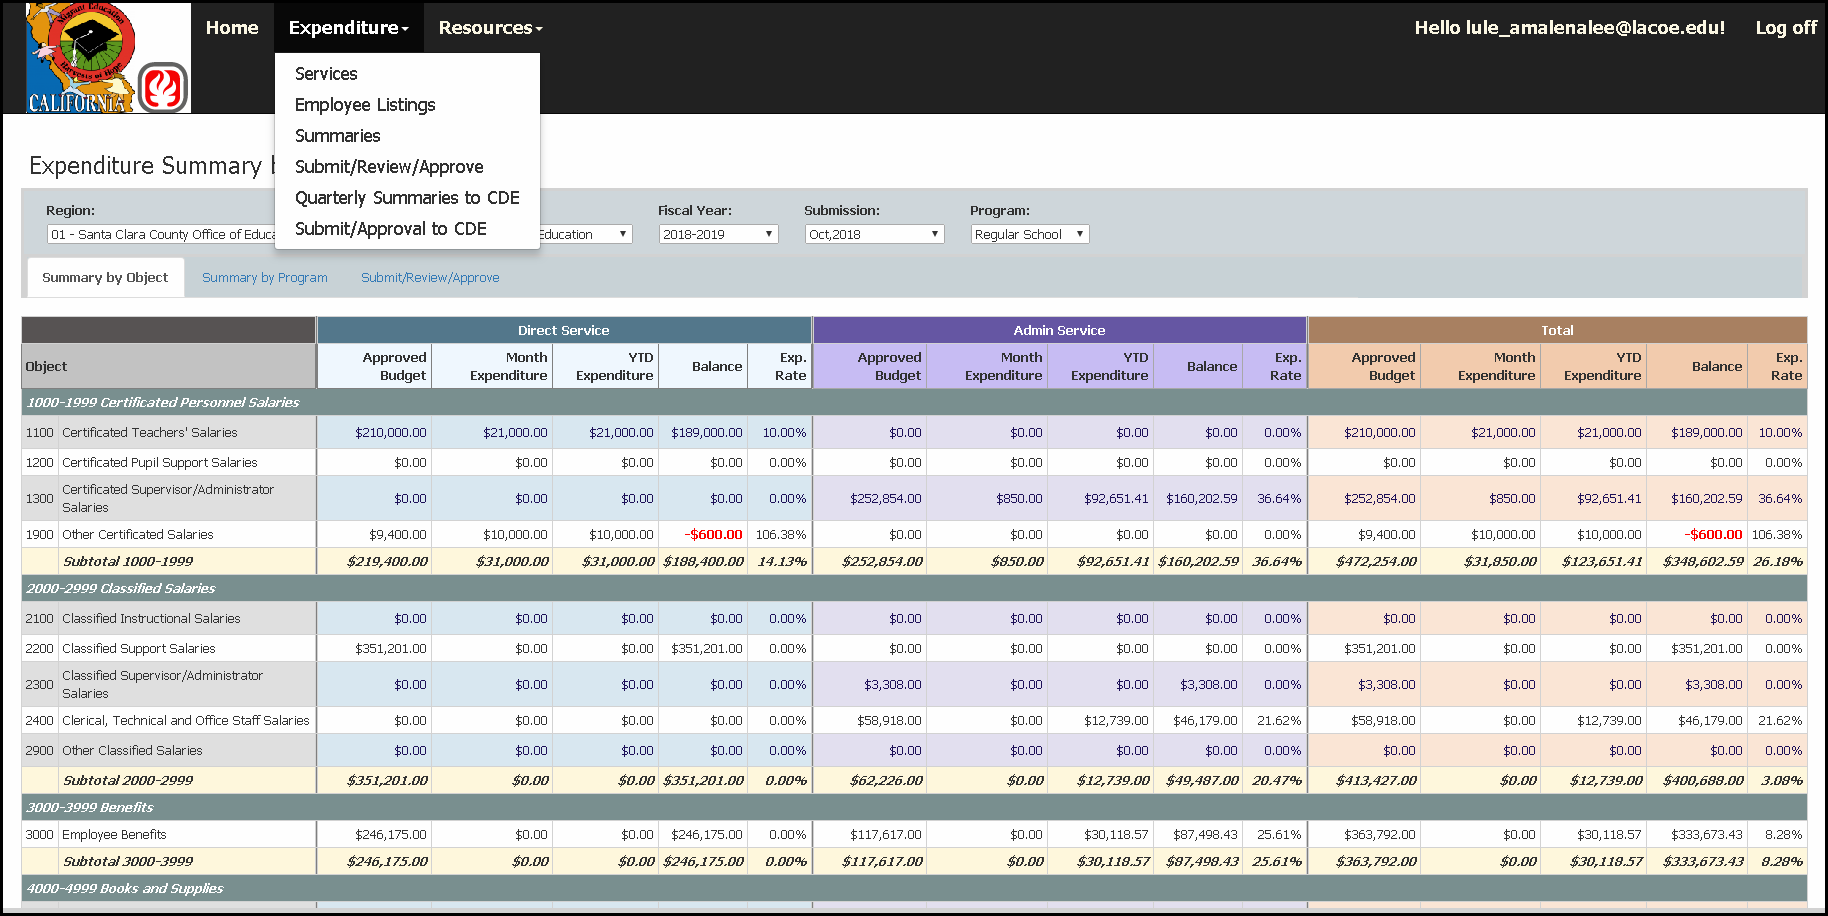 Migrant Education
Harvests of Hope
CALIFORNIA
Home Expenditure Resources Hello lule_amalenalee@lacoe.edu! Log off
Services
Employee Listings
Summaries
Submit/Review/Approve
Quarterly Summaries to CDE
Submit/Approval to CDE
Expenditure Summary
Region: Fiscal Year: Submission: Program:
01 - Santa Clara County Office of Educa Education 2018-2019 Oct,2018 Regular School
Summary by Object Summary by Program Submit/Review/Approve
Direct Service Admin Service Total
Object Approved Budget Month Expenditure YTD Expenditure Balance Exp. Rate Approved Budget Month Expenditure YTD Expenditure Balance Exp. Rate Approved Budget Month Expenditure YTD Expenditure Balance Exp. Rate
1000-1999 Certificated Personnel Salaries
1100 Certificated Teachers' Salaries $210,000.00 $21,000.00 $21,000.00 $189,000.00 10.00% $0.00 $0.00 $0.00 $0.00 0.00% $210,000.00 $21,000.00 $21,000.00 $189,000.00 10.00%
1200 Certificated Pupil Support Salaries $0.00 $0.00 $0.00 $0.00 0.00% $0.00 $0.00 $0.00 $0.00 0.00% $0.00 $0.00 $0.00 $0.00 0.00%
1300 Certificated Supervisor/Administrator Salaries $0.00 $0.00 $0.00 $0.00 0.00% $252,854.00 $850.00 $92,651.41 $160,202.59 36.64% $252,854.00 $850.00 $92,651.41 $160,202.59 36.64%
1900 Other Certificated Salaries $9,400.00 $10,000.00 $10,000.00 -$600.00 106.38% $0.00 $0.00 $0.00 $0.00 0.00% $9,400.00 $10,000.00 $10,000.00 -$600.00 106.38%
Subtotal 1000-1999 $219,400.00 $31,000.00 $31,000.00 $188,400.00 14.13% $252,854.00 $850.00 $92,651.41 $160,202.59 36.64% $472,254.00 $31,850.00 $123,651.41 $348,602.59 26.18%
2000-2999 Classified Salaries
2100 Classified Instructional Salaries $0.00 $0.00 $0.00 $0.00 0.00% $0.00 $0.00 $0.00 $0.00 0.00% $0.00 $0.00 $0.00 $0.00 0.00%
2200 Classified Support Salaries $351,201.00 $0.00 $0.00 $351,201.00 0.00% $0.00 $0.00 $0.00 $0.00 0.00% $351,201.00 $0.00 $0.00 $351,201.00 0.00%
2300 Classified Supervisor/Administrator Salaries $0.00 $0.00 $0.00 $0.00 0.00% $3,308.00 $0.00 $0.00 $3,308.00 0.00% $3,308.00 $0.00 $0.00 $3,308.00 0.00%
2400 Clerical, Technical and Office Staff Salaries $0.00 $0.00 $0.00 $0.00 0.00% $58,918.00 $0.00 $12,739.00 $46,179.00 21.62% $58,918.00 $0.00 $12,739.00 $46,179.00 21.62%
2900 Other Classified Salaries $0.00 $0.00 $0.00 $0.00 0.00% $0.00 $0.00 $0.00 $0.00 0.00% $0.00 $0.00 $0.00 $0.00 0.00%
Subtotal 2000-2999 $351,201.00 $0.00 $0.00 $351,201.00 0.00% $62,226.00 $0.00 $12,739.00 $49,487.00 20.47% $413,427.00 $0.00 $12,739.00 $400,688.00 3.08%
3000-3999 Benefits
3000 Employee Benefits $246,175.00 $0.00 $0.00 $246,175.00 0.00% $117,617.00 $0.00 $30,118.57 $87,498.43 25.61% $363,792.00 $0.00 $30,118.57 $333,673.43 8.28%
Subtotal 3000-3999 $246,175.00 $0.00 $0.00 $246,175.00 0.00% $117,617.00 $0.00 $30,118.57 $87,498.43 25.61% $363,792.00 $0.00 $30,118.57 $333,673.43 8.28%
4000-4999 Books and Supplies